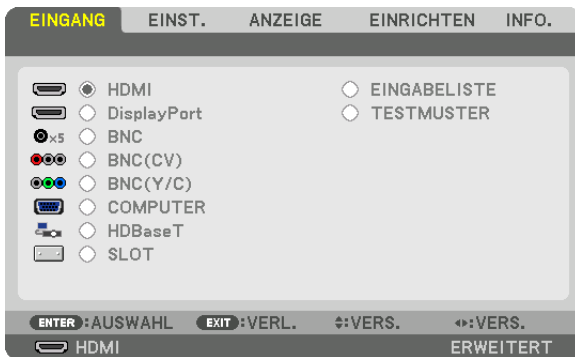 EINGANG EINST. ANZEIGE EINRICHTEN INFO.
HDMI
DisplayPort
×5 BNC
BNC(CV)
BNC(Y/C)
COMPUTER
HDBaseT
SLOT
EINGABELISTE
TESTMUSTER
ENTER:AUSWAHL EXIT:VERL. :VERS. :VERS.
HDMI ERWEITERT